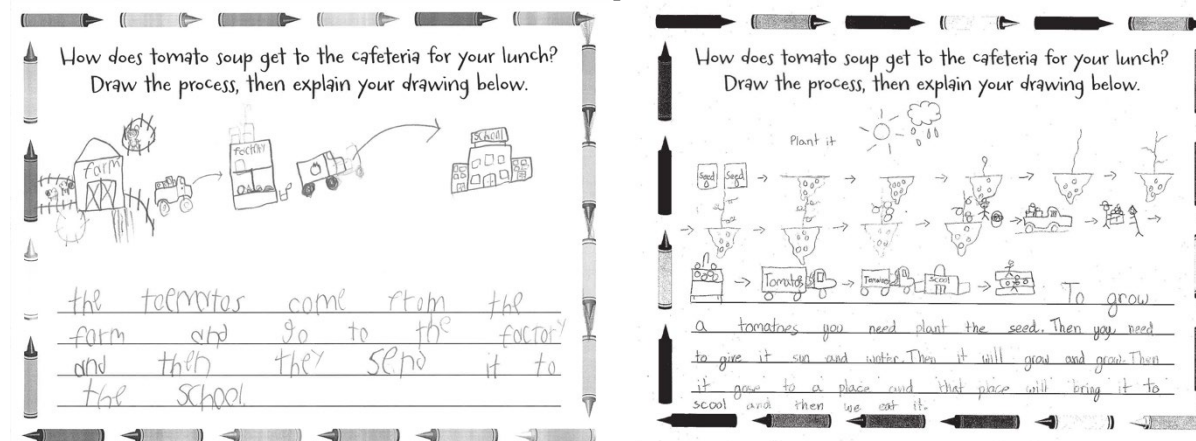 How does tomato soup get to the cafeteria for your lunch?
Draw the process, then explain your drawing below.
farm
FACTORY
SCHOOL
the toematos come from the
farm and go to the factory
and then they send it to
the school.
How does tomato soup get to the cafeteria for your lunch?
Draw the process, then explain your drawing below.
Plant it
Seed
Seed
Tomatos
Tomatos
scool
To grow
a tomatoes you need plant the seed. Then you need
to give it sun and water. Then it will grow and grow. Then
it gose to a place and that place will bring it to
scool and then we eat it.